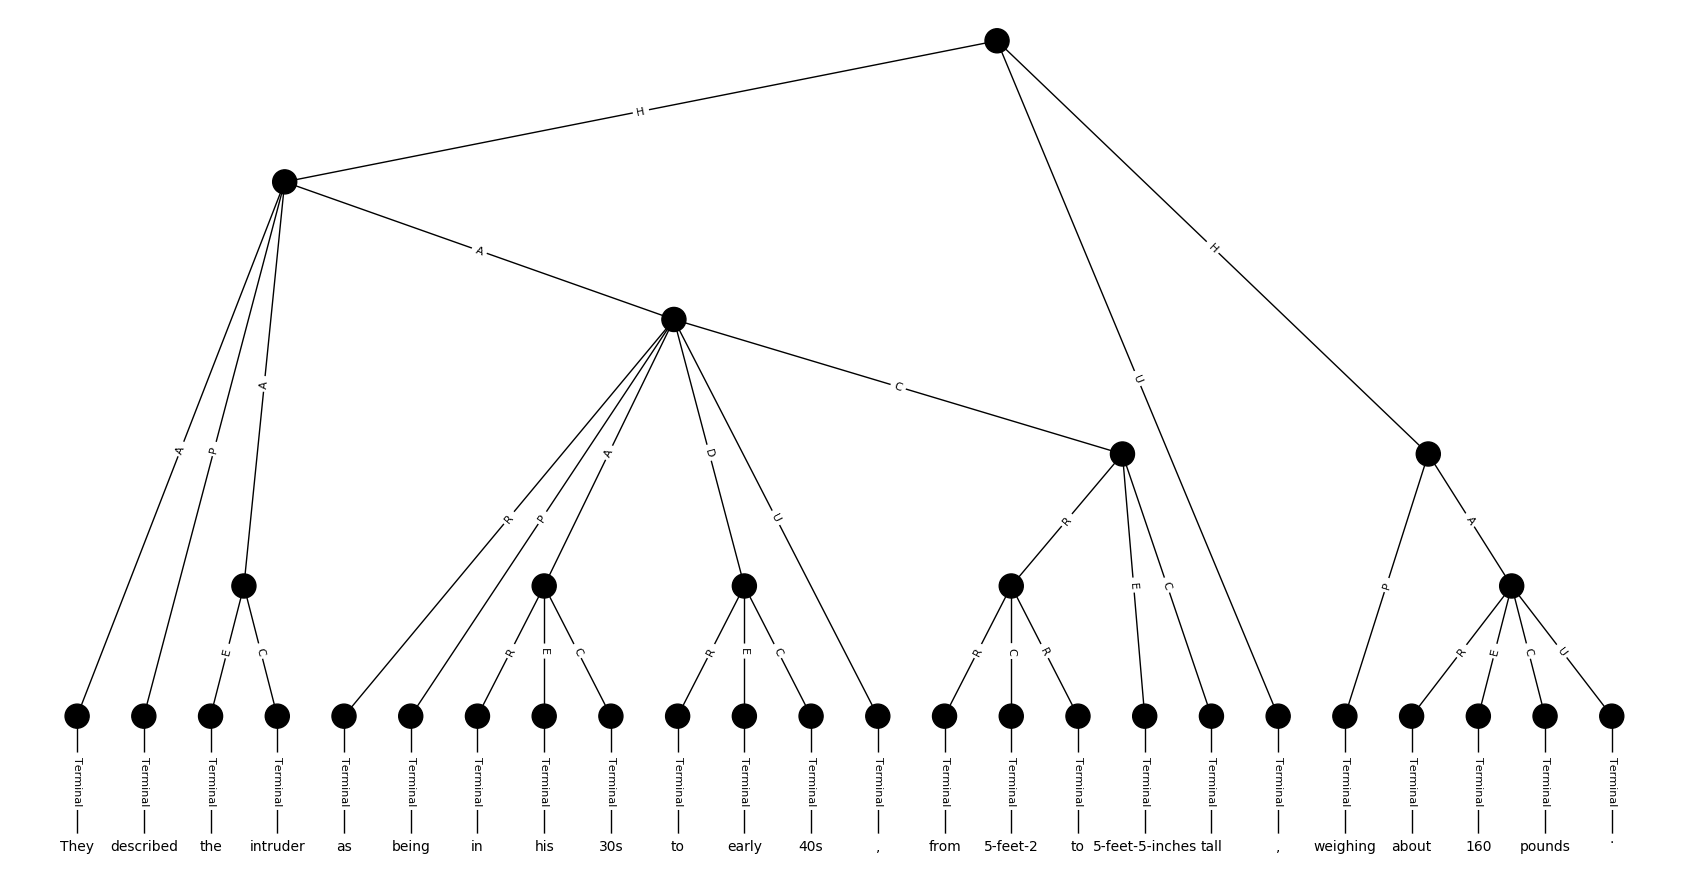 H
A
H
A
U
C
A P R P A D U R E C P A
E C R E C R E C R C R R E C U
Terminal Terminal Terminal Terminal Terminal Terminal Terminal Terminal Terminal Terminal Terminal Terminal Terminal Terminal Terminal Terminal Terminal Terminal Terminal Terminal Terminal Terminal Terminal Terminal
They described the intruder as being in his 30s to early 40s , from 5-feet-2 to 5-feet-5-inches tall , weighing about 160 pounds .